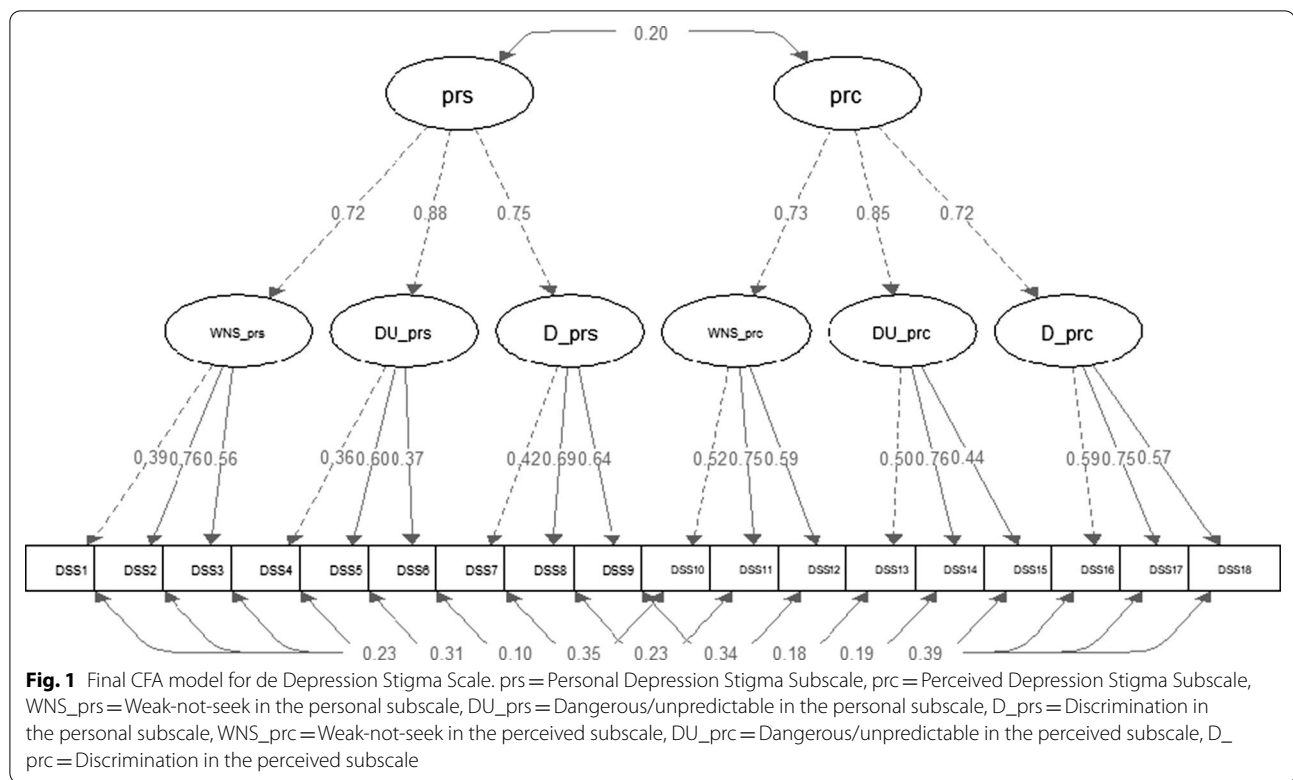 0.20
prs prc
0.72 0.88 0.75 0.73 0.85 0.72
WNS_prs DU_prs D_prs WNS_prc DU_prc D_prc
0.39 0.76 0.56 0.36 0.60 0.37 0.42 0.69 0.64 0.52 0.75 0.59 0.50 0.76 0.44 0.59 0.75 0.57
DSS1 DSS2 DSS3 DSS4 DSS5 DSS6 DSS7 DSS8 DSS9 DSS10 DSS11 DSS12 DSS13 DSS14 DSS15 DSS16 DSS17 DSS18
0.23 0.31 0.10 0.35 0.23 0.34 0.18 0.19 0.39
Fig. 1 Final CFA model for de Depression Stigma Scale. prs = Personal Depression Stigma Subscale, prc = Perceived Depression Stigma Subscale,
WNS_prs = Weak-not-seek in the personal subscale, DU_prs = Dangerous/unpredictable in the personal subscale, D_prs = Discrimination in
the personal subscale, WNS_prc = Weak-not-seek in the perceived subscale, DU_prc = Dangerous/unpredictable in the perceived subscale, D_
prc = Discrimination in the perceived subscale